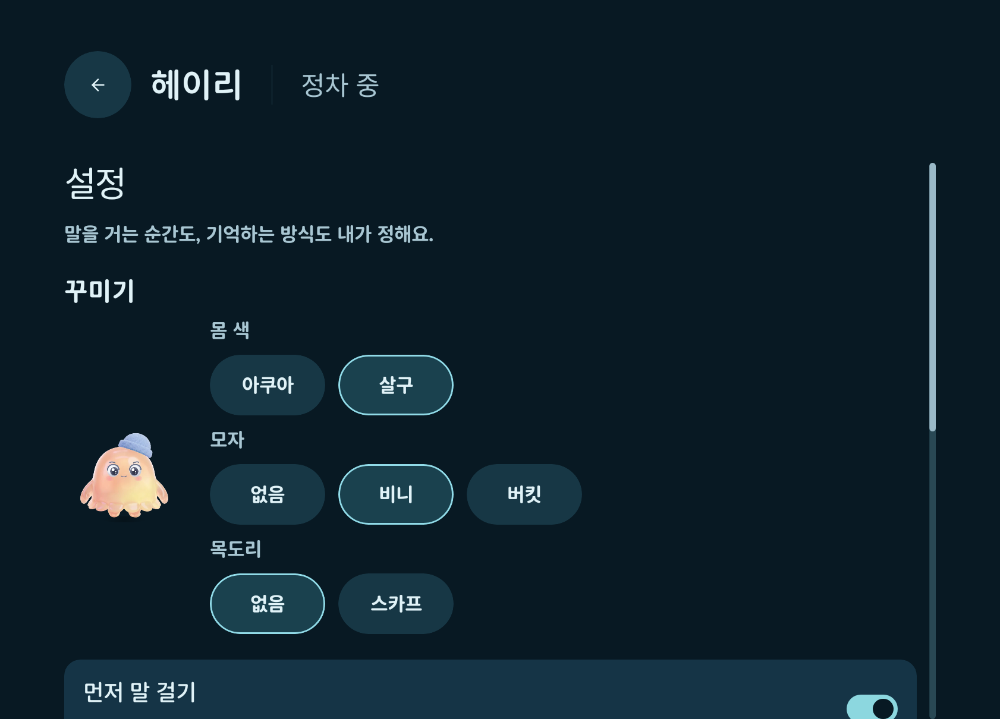 헤이리
정차 중
설정
말을 거는 순간도, 기억하는 방식도 내가 정해요.
꾸미기
몸 색
아쿠아 살구
모자
없음 비니 버킷
목도리
없음 스카프
먼저 말 걸기